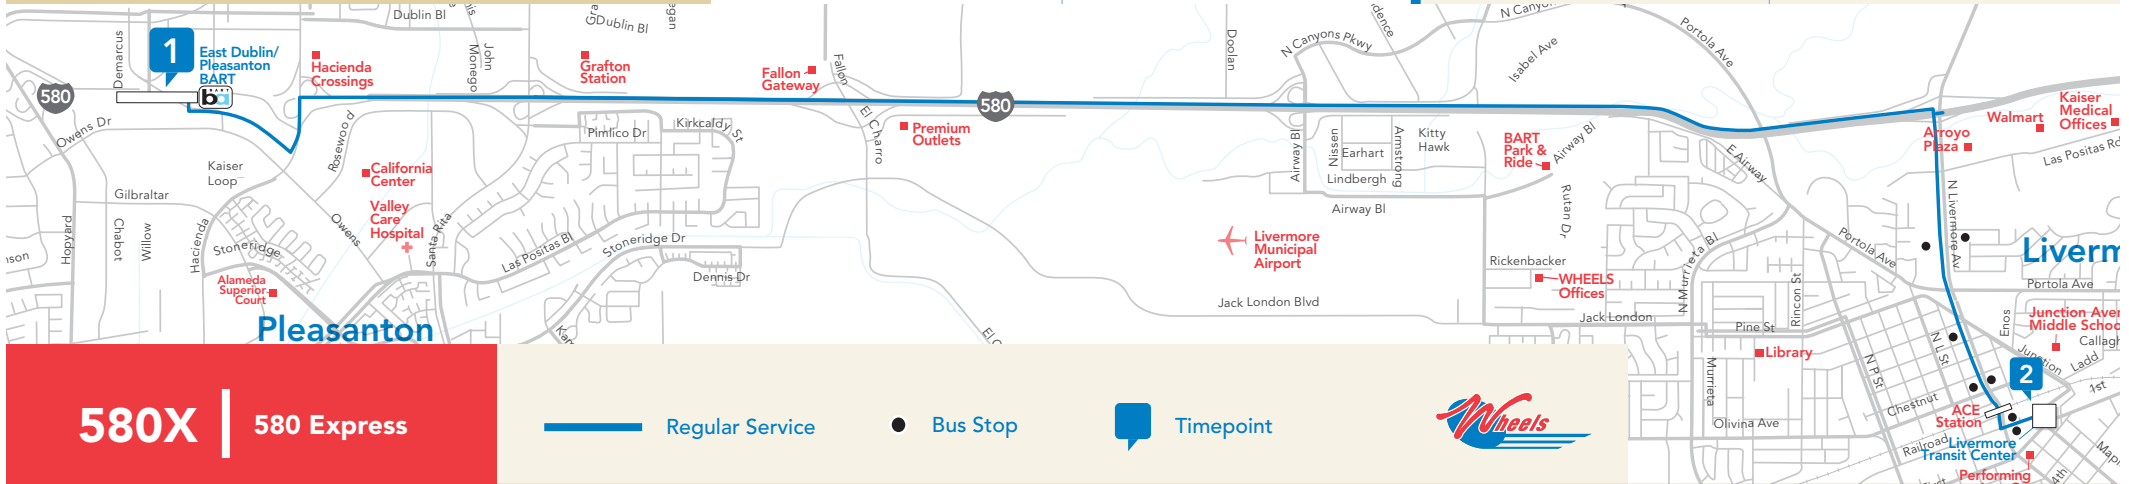 Dublin Bl
Dublin Bl
N Canyons Pkwy
Isabel Ave
Portola Ave
Doolan
Demarcus
1
East Dublin/
Pleasanton
BART
BART
ba
Hacienda
Crossings
John
Monego
Grafton
Station
Fallon
Gateway
Fallon
580
580
Owens Dr
Rosewood
Pimlico Dr
Kirkcaldy St
El Charro
Premium
Outlets
Airway Bl
Nissen
Earhart
Lindbergh
Armstrong
Kitty
Hawk
BART
Park &
Ride
Airway Bl
E Airway
Arroyo
Plaza
Walmart
Kaiser
Medical
Offices
Las Positas Rd
Kaiser
Loop
California
Center
Gilbraltar
Valley
Care
Hospital
Owens
Santa Rita
Hopyard
Chabot
Willow
Hacienda
Stoneridge
Las Positas Bl
Stoneridge Dr
Dennis Dr
Airway Bl
Rutan Dr
N Livermore Av
Portola Ave
Livermore
Municipal
Airport
Rickenbacker
WHEELS
Offices
N Murrieta Bl
Rincon St
Portola Ave
Alameda
Superior
Court
Pleasanton
Jack London Blvd
Jack London
Pine St
Library
Enos
Callagh
Junction
Ladd
1st
N L St
N P St
Murrieta
Olivina Ave
Chestnut
2
ACE
Station
Railroad
Livermore
Transit Center
Performing
4th
580X
580 Express
Regular Service
Bus Stop
Timepoint
Wheels